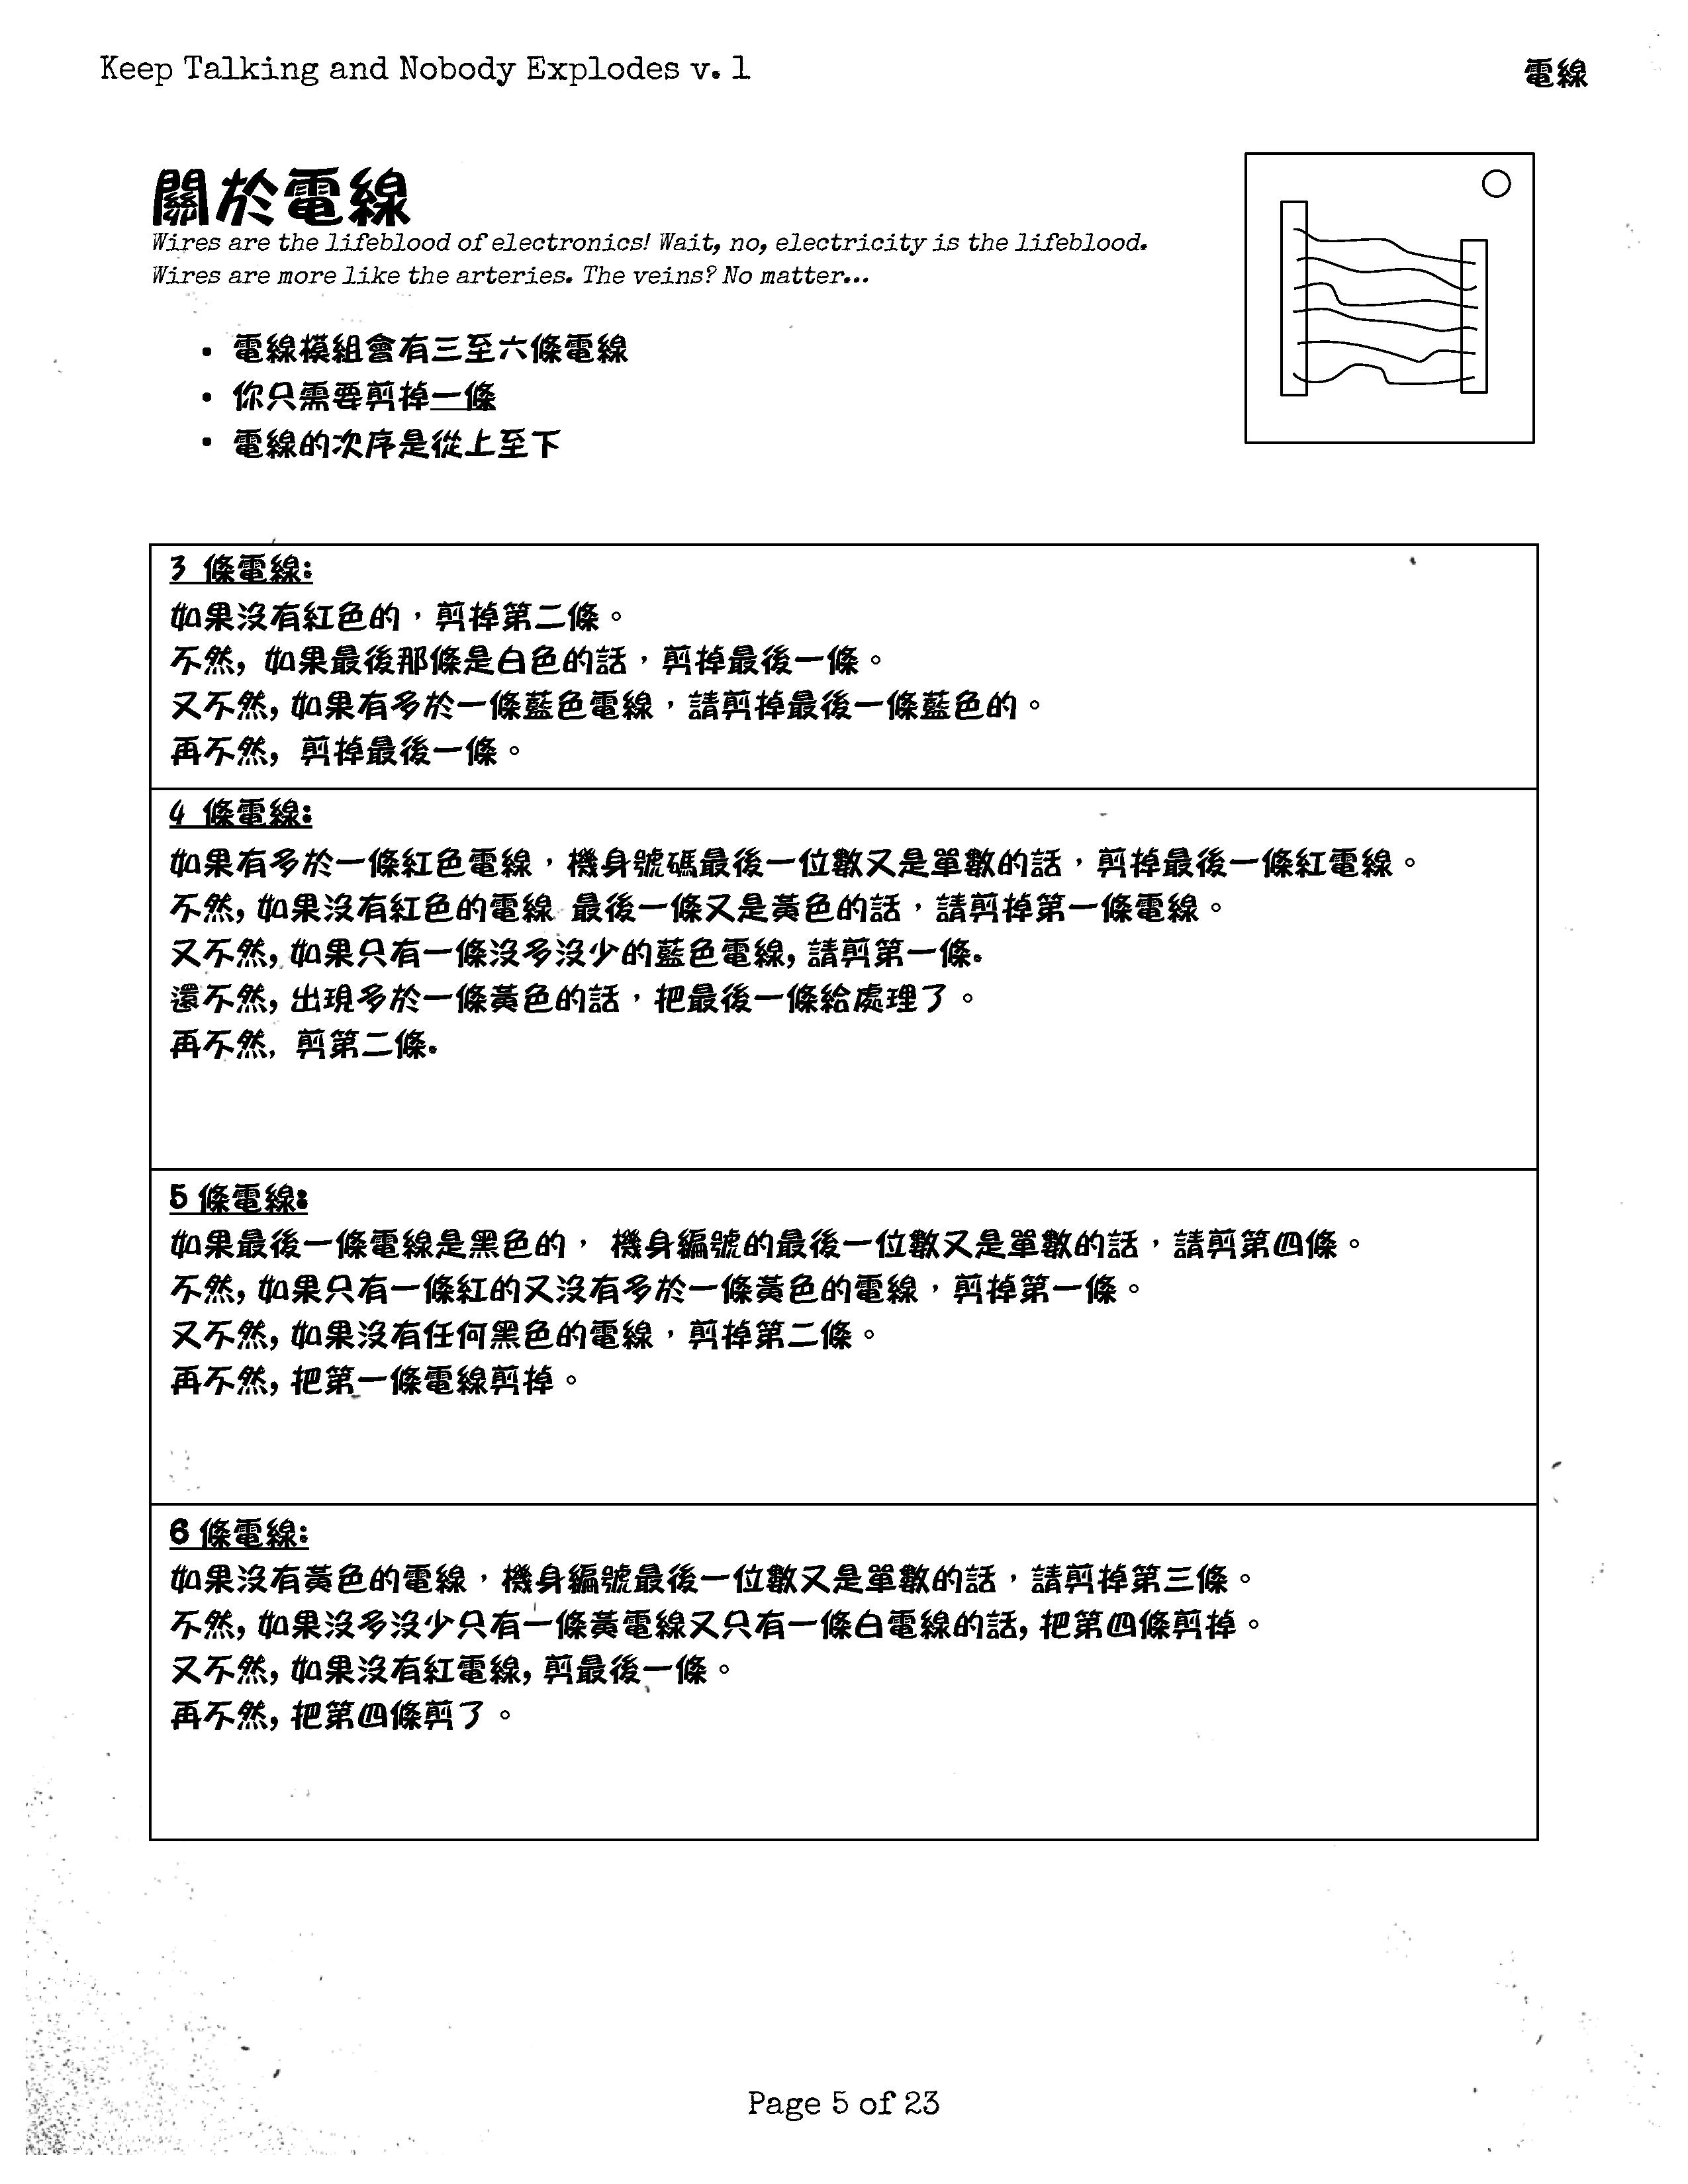 Keep Talking and Nobody Explodes v. 1
電線
關於電線
Wires are the lifeblood of electronics! Wait, no, electricity is the lifeblood.
Wires are more like the arteries. The veins? No matter...
• 電線模組會有三至六條電線
• 你只需要剪掉一條
• 電線的次序是從上至下
3 條電線:
如果沒有紅色的，剪掉第二條。
不然, 如果最後那條是白色的話，剪掉最後一條。
又不然, 如果有多於一條藍色電線，請剪掉最後一條藍色的。
再不然, 剪掉最後一條。
4 條電線:
如果有多於一條紅色電線，機身號碼最後一位數又是單數的話，剪掉最後一條紅電線。
不然, 如果沒有紅色的電線 最後一條又是黃色的話，請剪掉第一條電線。
又不然, 如果只有一條沒多沒少的藍色電線, 請剪第一條.
還不然, 出現多於一條黃色的話，把最後一條給處理了。
再不然, 剪第二條.
5 條電線:
如果最後一條電線是黑色的， 機身編號的最後一位數又是單數的話，請剪第四條。
不然, 如果只有一條紅的又沒有多於一條黃色的電線，剪掉第一條。
又不然, 如果沒有任何黑色的電線，剪掉第二條。
再不然, 把第一條電線剪掉。
6 條電線:
如果沒有黃色的電線，機身編號最後一位數又是單數的話，請剪掉第三條。
不然, 如果沒多沒少只有一條黃電線又只有一條白電線的話, 把第四條剪掉。
又不然, 如果沒有紅電線, 剪最後一條。
再不然, 把第四條剪了。
Page 5 of 23